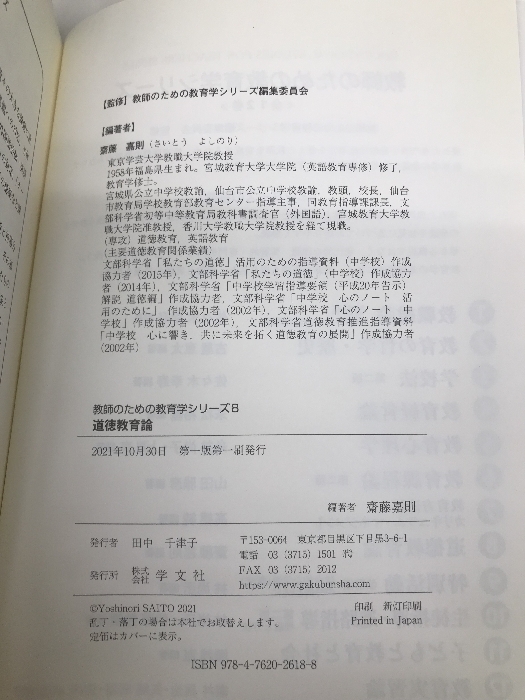 【監修】教師のための教育学シリーズ編集委員会
【編著者】
齋藤 嘉則（さいとう よしのり）
東京学芸大学教職大学院教授
1958年福島県生まれ。宮城教育大学大学院（英語教育専修）修了，
教育学修士。
宮城県公立中学校教諭，仙台市公立中学校教諭，教頭，校長，仙台
市教育局学校教育部教育センター指導主事，同教育指導課課長，文
部科学省初等中等教育局教科書調査官（外国語），宮城教育大学教
職大学院准教授，香川大学教職大学院教授を経て現職。
（専攻）道徳教育，英語教育
（主要道徳教育関係業績）
文部科学省「私たちの道徳」活用のための指導資料（中学校）作成
協力者（2015年），文部科学省「私たちの道徳」（中学校）作成協力
者（2014年），文部科学省「中学校学習指導要領（平成20年告示）
解説 道徳編」作成協力者，文部科学省「中学校 心のノート 活
用のために」作成協力者（2002年），文部科学省「心のノート 中
学校」作成協力者（2002年），文部科学省道徳教育推進指導資料
「中学校 心に響き，共に未来を拓く道徳教育の展開」作成協力者
（2002年）
教師のための教育学シリーズ8
道徳教育論
2021年10月30日 第一版第一刷発行
編著者 齋藤嘉則
発行者 田中 千津子
発行所 株式会社 学文社
〒153-0064 東京都目黒区下目黒3-6-1
電話 03（3715）1501 ㈹
FAX 03（3715）2012
https://www.gakubunsha.com
©Yoshinori SAITO 2021
乱丁・落丁の場合は本社でお取替えします。
定価はカバーに表示。
印刷 新灯印刷
Printed in Japan
ISBN 978-4-7620-2618-8